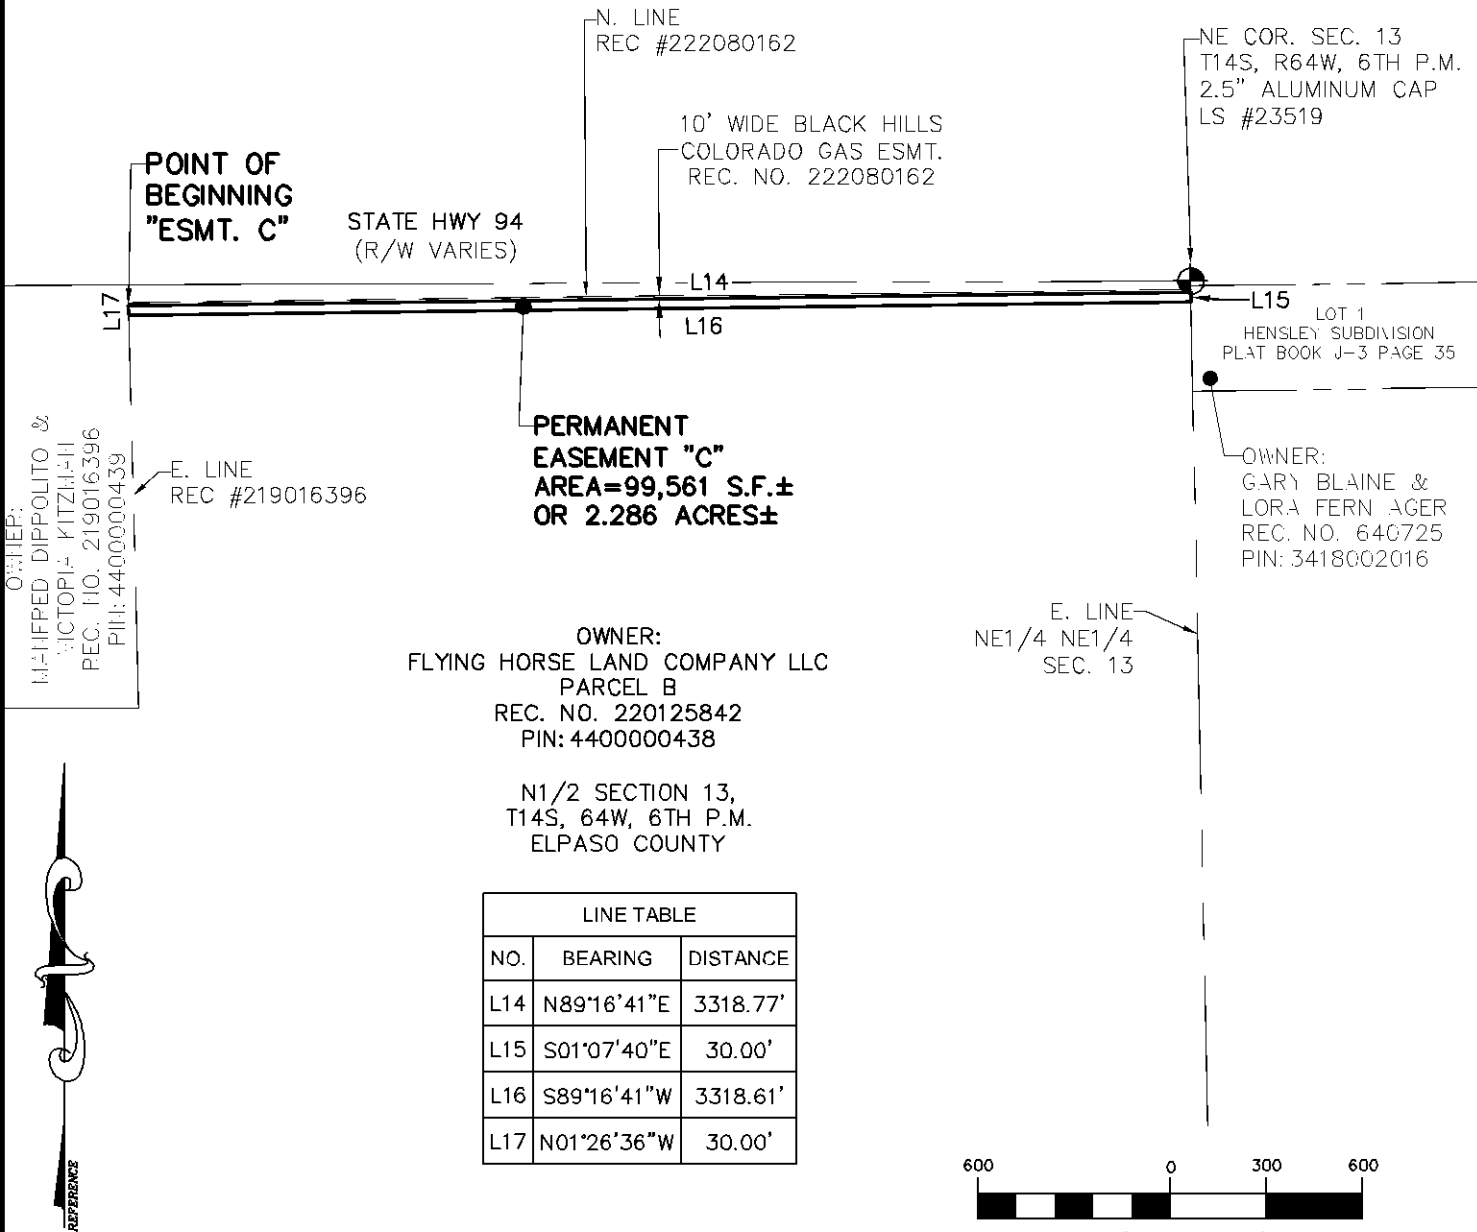 N. LINE
REC #222080162
NE COR. SEC. 13
T14S, R64W, 6TH P.M.
2.5" ALUMINUM CAP
LS #23519
10' WIDE BLACK HILLS
COLORADO GAS ESMT.
REC. NO. 222080162
POINT OF
BEGINNING
"ESMT. C"
STATE HWY 94
(R/W VARIES)
L14
L15
L16
L17
LOT 1
HENSLEY SUBDIVISION
PLAT BOOK J-3 PAGE 35
PERMANENT
EASEMENT "C"
AREA=99,561 S.F.±
OR 2.286 ACRES±
E. LINE
REC #219016396
OWNER:
MANFRED DIPPOLITO &
VICTORIA KITZMAN
REC. NO. 219016396
PIN: 4400000439
OWNER:
GARY BLAINE &
LORA FERN AGER
REC. NO. 640725
PIN: 3418002016
E. LINE
NE1/4 NE1/4
SEC. 13
OWNER:
FLYING HORSE LAND COMPANY LLC
PARCEL B
REC. NO. 220125842
PIN: 4400000438
N1/2 SECTION 13,
T14S, 64W, 6TH P.M.
ELPASO COUNTY
LINE TABLE
NO. BEARING DISTANCE
L14 N89°16'41"E 3318.77'
L15 S01°07'40"E 30.00'
L16 S89°16'41"W 3318.61'
L17 N01°26'36"W 30.00'
REFERENCE
600 0 300 600